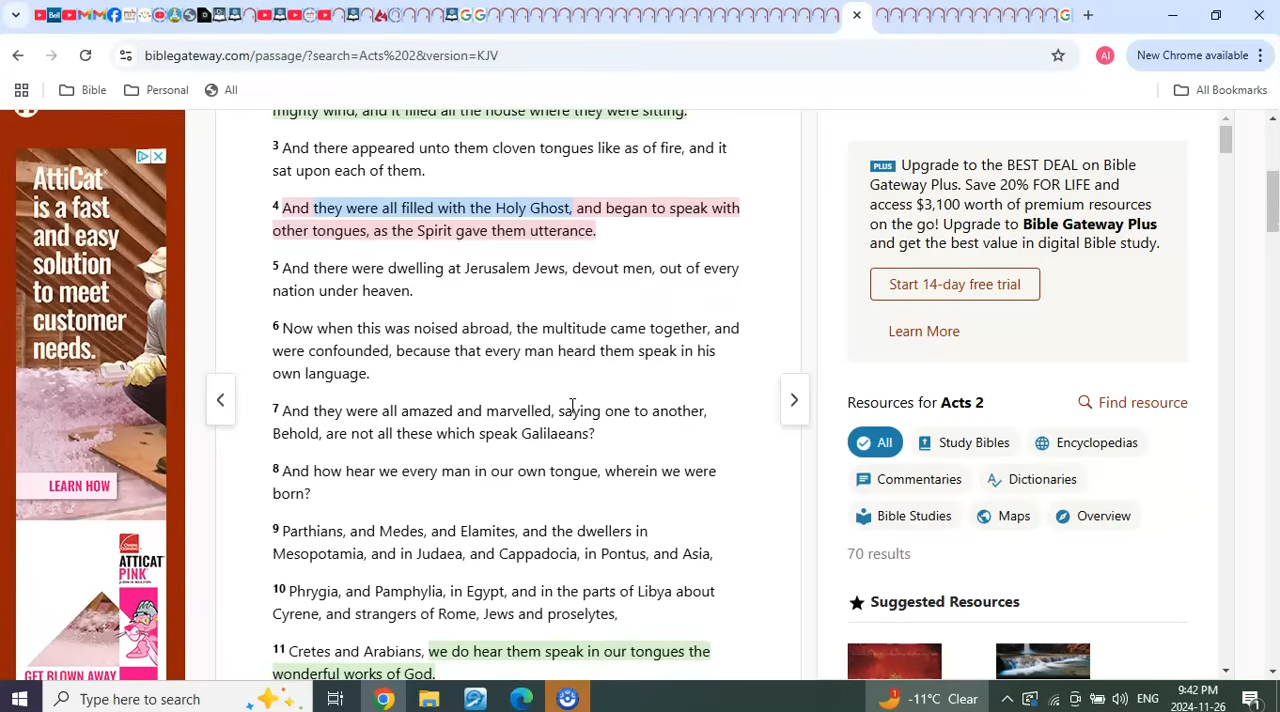 Bell
biblegateway.com/passage/?search=Acts%202&version=KJV
AI
New Chrome available
Bible
Personal
All
All Bookmarks
mighty wind, and it filled all the house where they were sitting.
3 And there appeared unto them cloven tongues like as of fire, and it
sat upon each of them.
4 And they were all filled with the Holy Ghost, and began to speak with
other tongues, as the Spirit gave them utterance.
5 And there were dwelling at Jerusalem Jews, devout men, out of every
nation under heaven.
6 Now when this was noised abroad, the multitude came together, and
were confounded, because that every man heard them speak in his
own language.
7 And they were all amazed and marvelled, saying one to another,
Behold, are not all these which speak Galilaeans?
8 And how hear we every man in our own tongue, wherein we were
born?
9 Parthians, and Medes, and Elamites, and the dwellers in
Mesopotamia, and in Judaea, and Cappadocia, in Pontus, and Asia,
10 Phrygia, and Pamphylia, in Egypt, and in the parts of Libya about
Cyrene, and strangers of Rome, Jews and proselytes,
11 Cretes and Arabians, we do hear them speak in our tongues the
wonderful works of God.
AttiCat®
is a fast
and easy
solution
to meet
customer
needs.
LEARN HOW
ATTICAT
PINK
GET BLOWN AWAY
PLUS Upgrade to the BEST DEAL on Bible
Gateway Plus. Save 20% FOR LIFE and
access $3,100 worth of premium resources
on the go! Upgrade to Bible Gateway Plus
and get the best value in digital Bible study.
Start 14-day free trial
Learn More
Resources for Acts 2
Find resource
All
Study Bibles
Encyclopedias
Commentaries
Dictionaries
Bible Studies
Maps
Overview
70 results
Suggested Resources
Type here to search
-11°C Clear
ENG
9:42 PM
2024-11-26
1